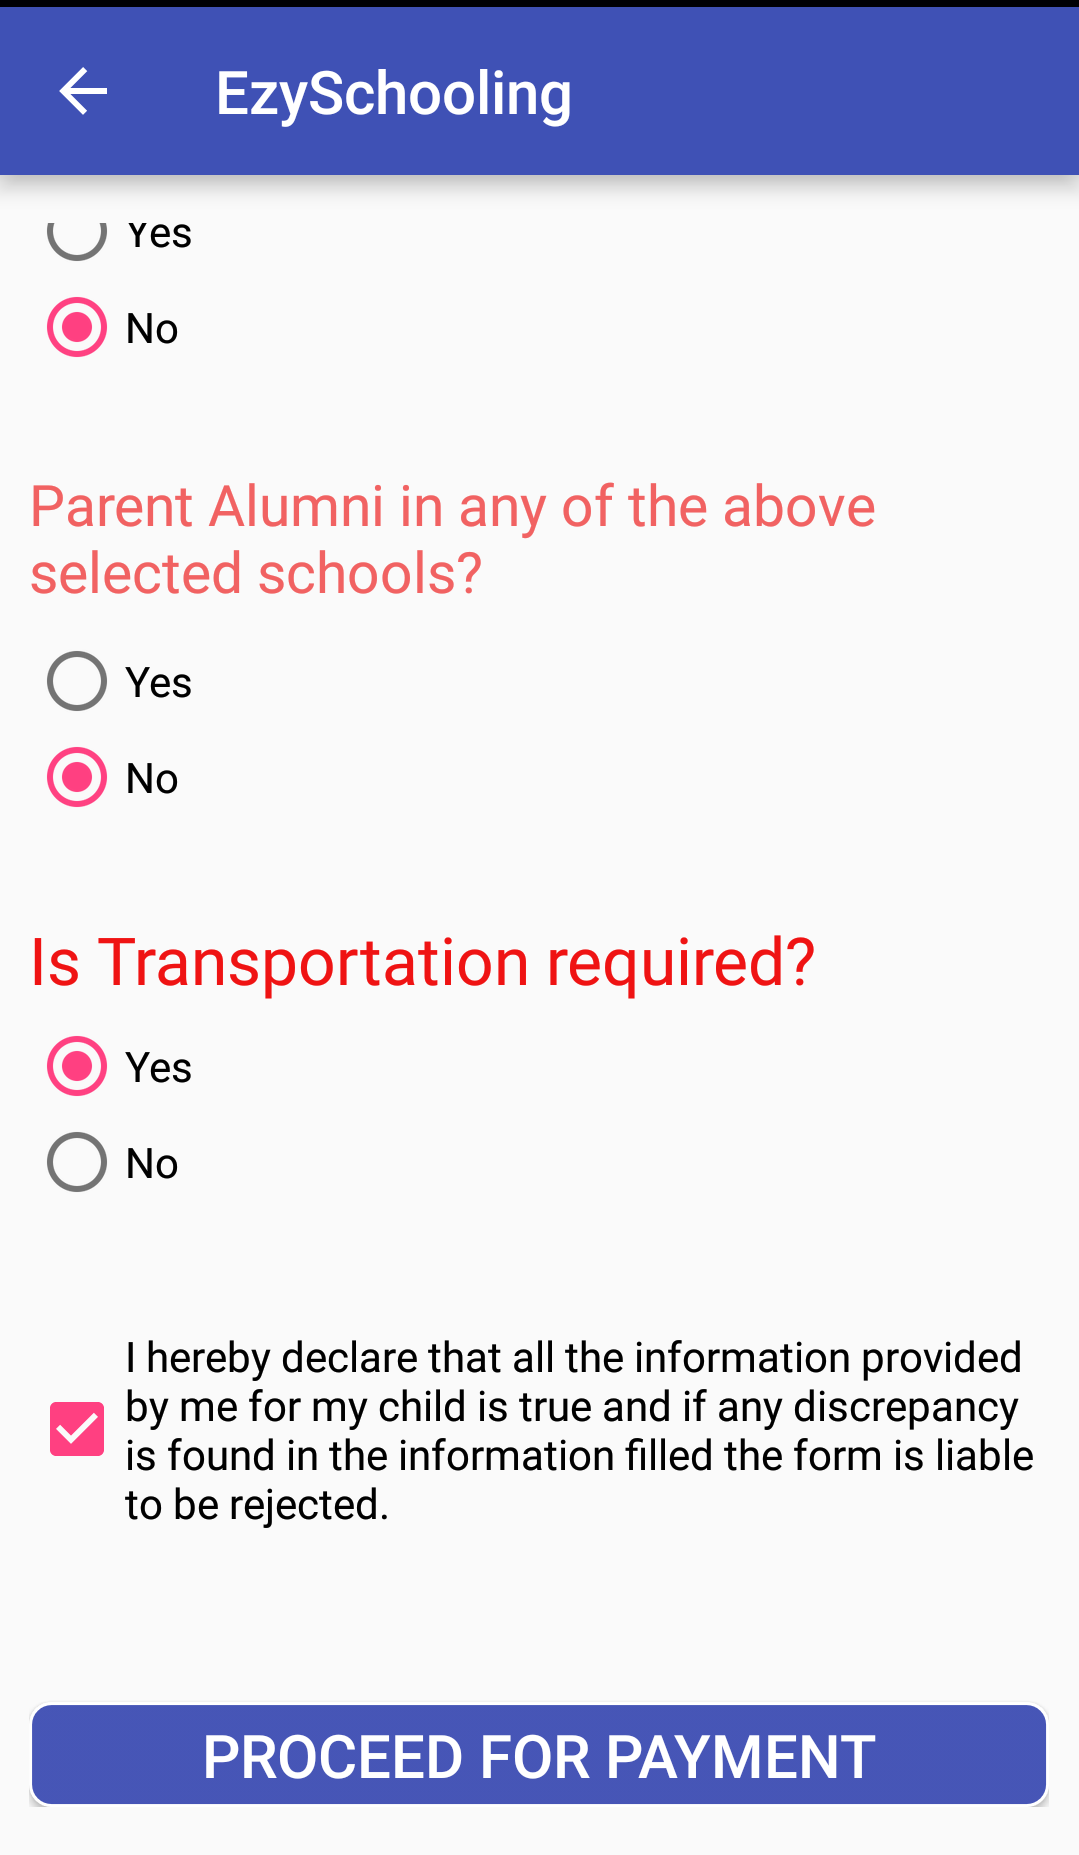 EzySchooling
Yes
No
Parent Alumni in any of the above
selected schools?
Yes
No
Is Transportation required?
Yes
No
I hereby declare that all the information provided
by me for my child is true and if any discrepancy
is found in the information filled the form is liable
to be rejected.
PROCEED FOR PAYMENT